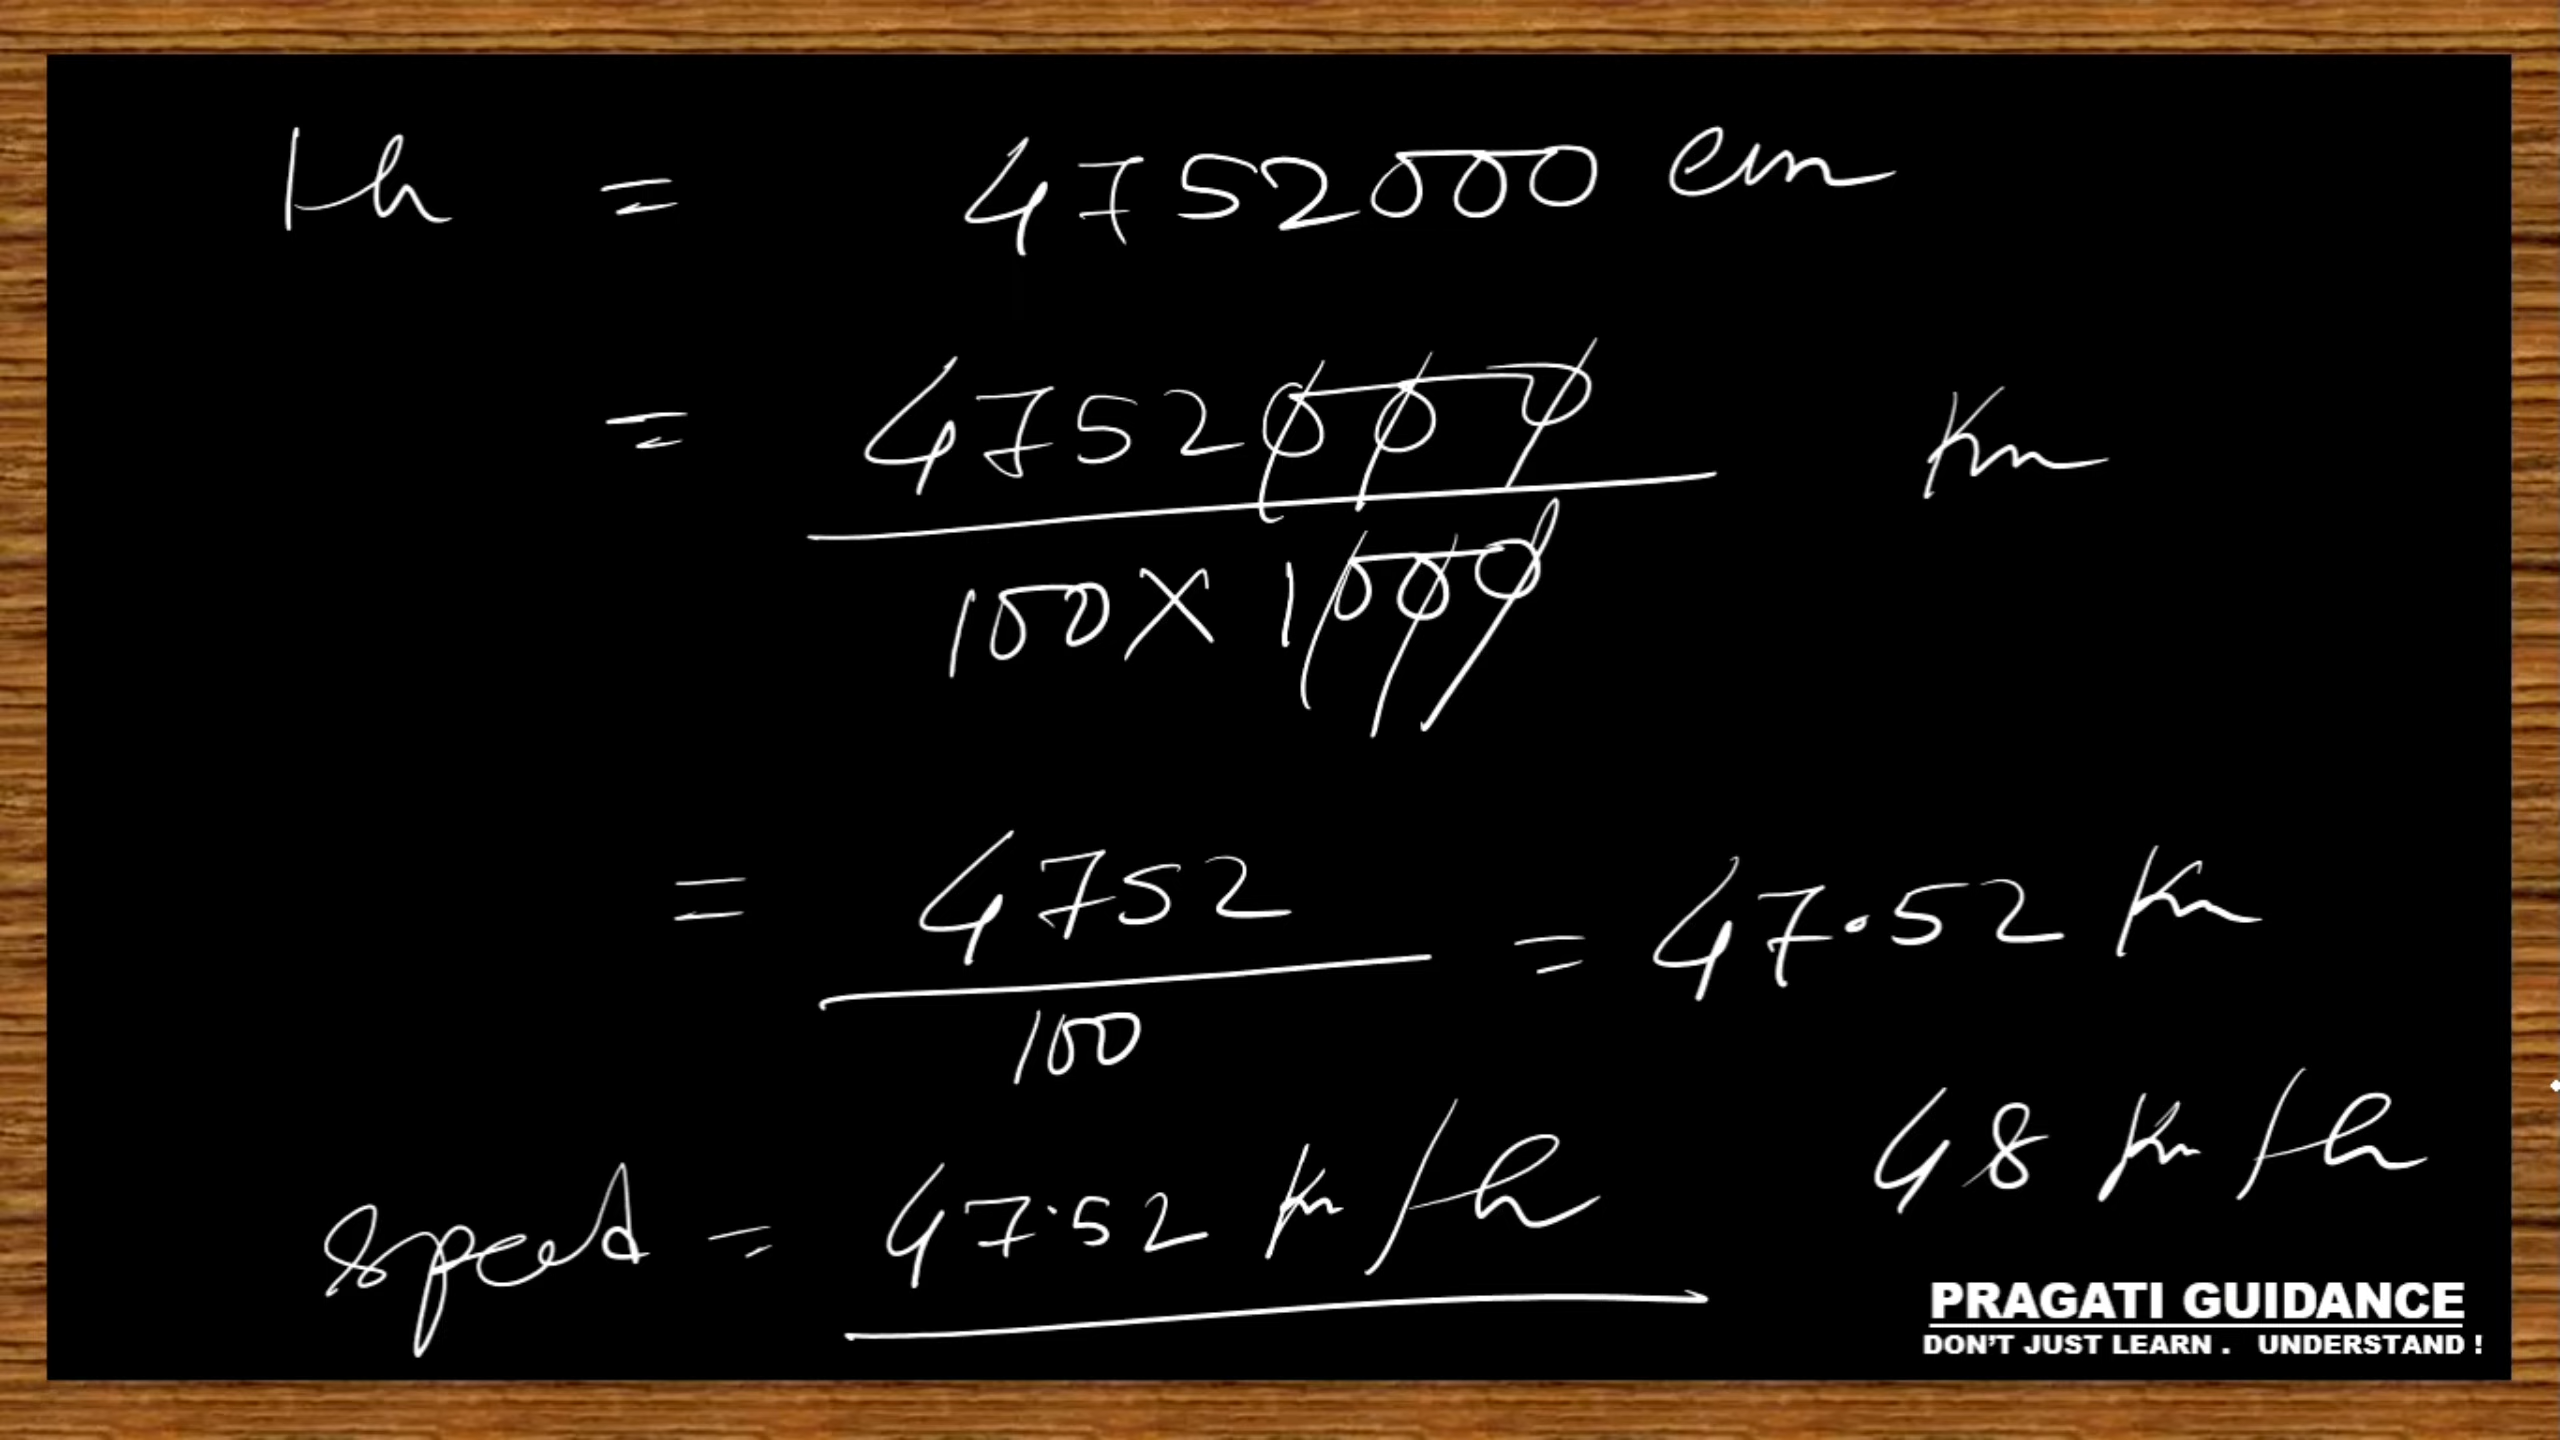 1h = 4752000 cm
= 4752000 Km
100 X 1000
= 4752 = 47.52 Km
100
Speed = 47.52 Km/h 48 Km/h
PRAGATI GUIDANCE
DON'T JUST LEARN . UNDERSTAND !